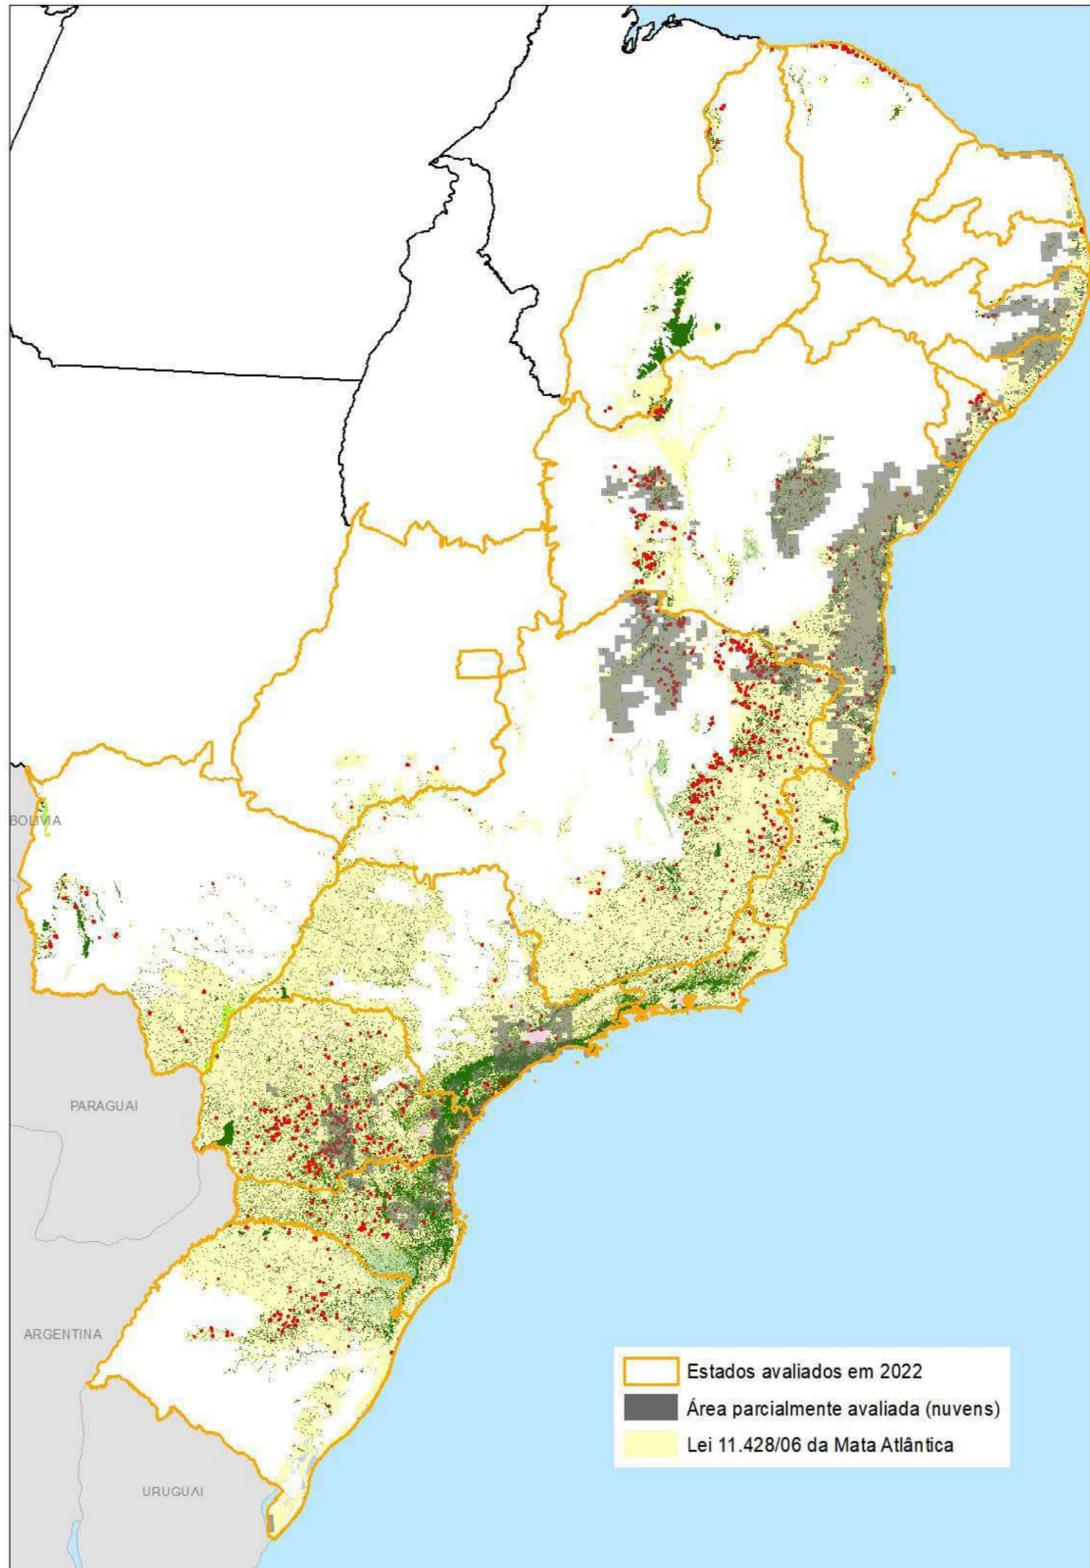 BOLIVIA
PARAGUAI
ARGENTINA
URUGUAI
Estados avaliados em 2022
Área parcialmente avaliada (nuvens)
Lei 11.428/06 da Mata Atlântica